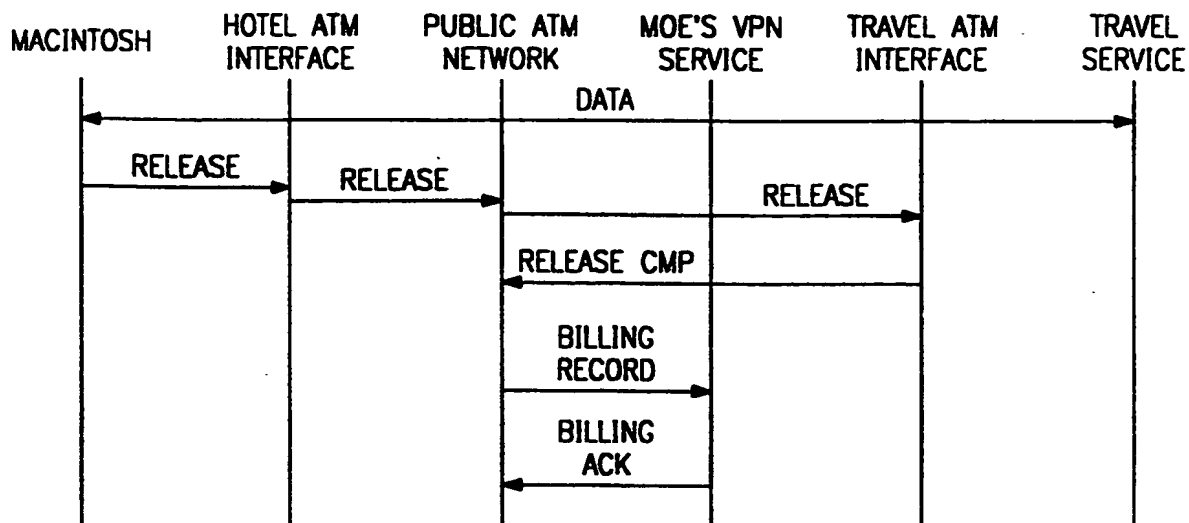 MACINTOSH
HOTEL ATM
INTERFACE
PUBLIC ATM
NETWORK
MOE'S VPN
SERVICE
TRAVEL ATM
INTERFACE
TRAVEL
SERVICE
DATA
RELEASE
RELEASE
RELEASE
RELEASE CMP
BILLING
RECORD
BILLING
ACK